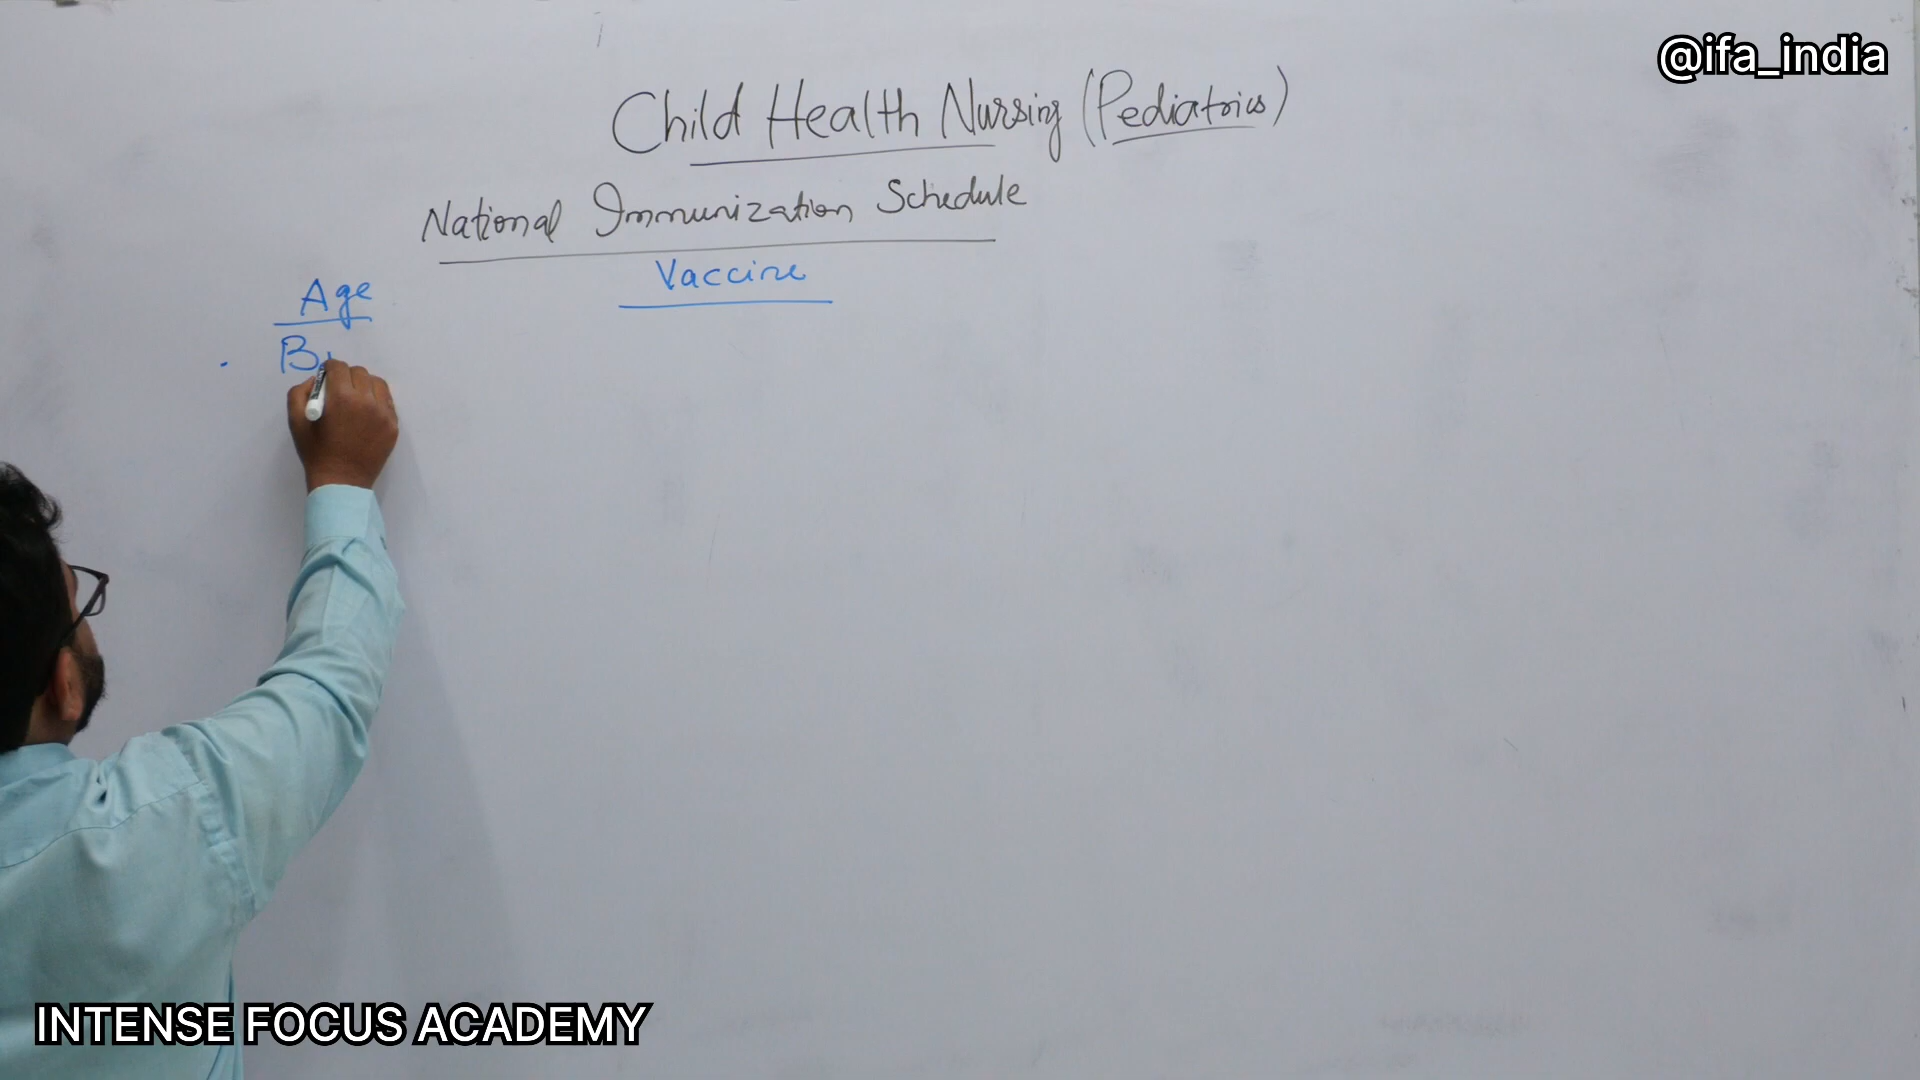 @ifa_india
Child Health Nursing (Pediatrics)
National Immunization Schedule
Age
Vaccine
INTENSE FOCUS ACADEMY